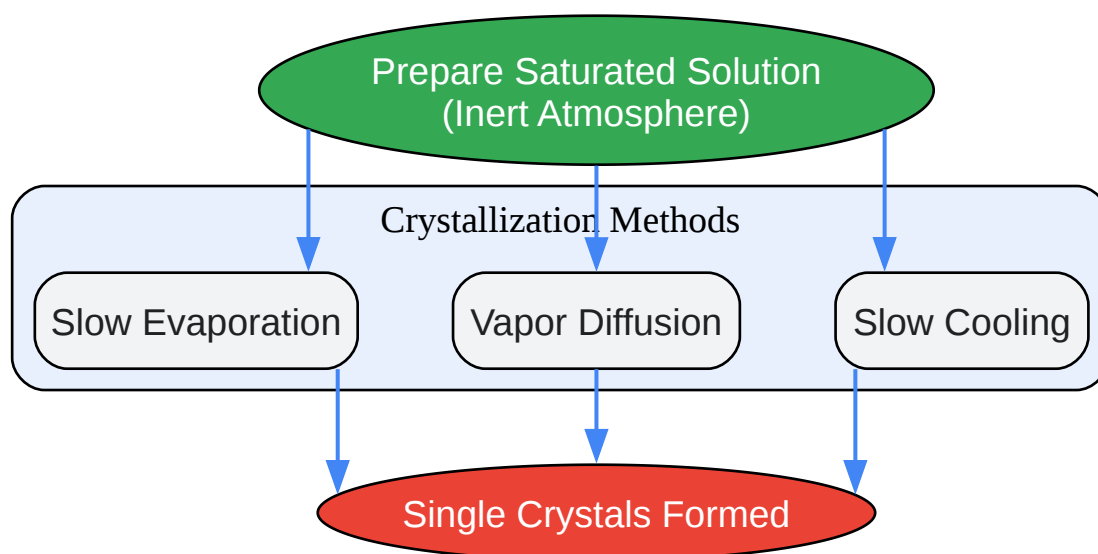 Prepare Saturated Solution
(Inert Atmosphere)
Crystallization Methods
Slow Evaporation
Vapor Diffusion
Slow Cooling
Single Crystals Formed